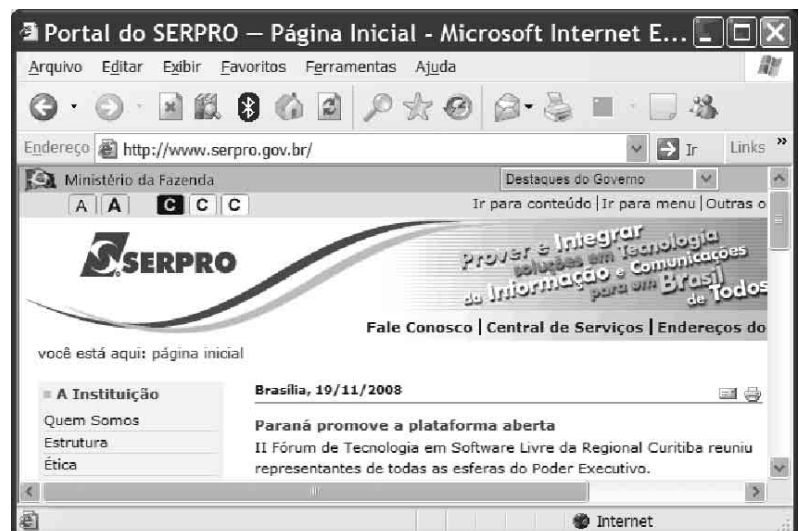 Portal do SERPRO — Página Inicial - Microsoft Internet E...
Arquivo Editar Exibir Favoritos Ferramentas Ajuda
Endereço http://www.serpro.gov.br/ Ir Links »
Ministério da Fazenda Destaques do Governo
A A C C C Ir para conteúdo | Ir para menu | Outras o
SERPRO
Prover e Integrar
soluções em Tecnologia
da Informação e Comunicações
para um Brasil
de Todos
Fale Conosco | Central de Serviços | Endereços do
você está aqui: página inicial
A Instituição
Quem Somos
Estrutura
Ética
Brasília, 19/11/2008
Paraná promove a plataforma aberta
II Fórum de Tecnologia em Software Livre da Regional Curitiba reuniu
representantes de todas as esferas do Poder Executivo.
Internet